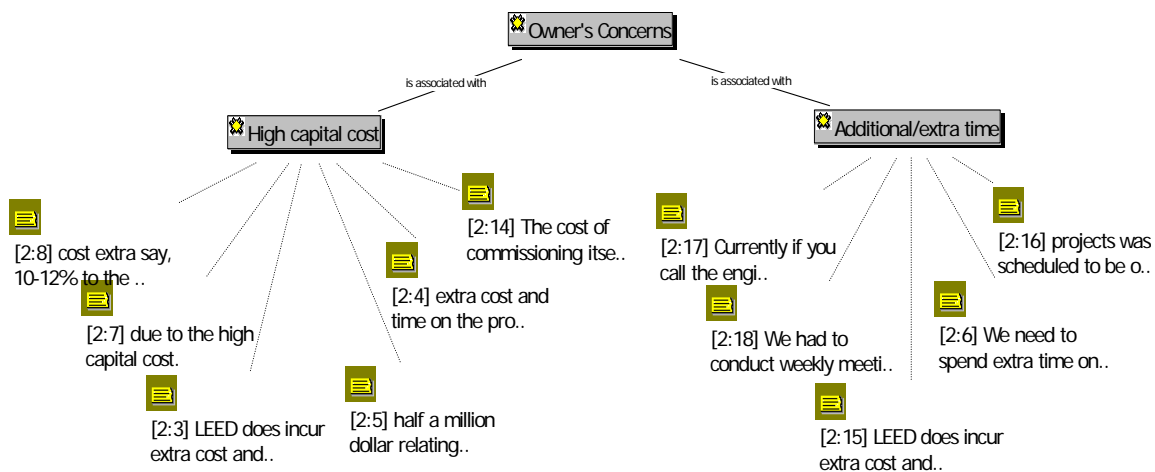 Owner's Concerns
is associated with
is associated with
High capital cost
Additional/extra time
[2:8] cost extra say,
10-12% to the ..
[2:14] The cost of
commissioning itse..
[2:17] Currently if you
call the engi..
[2:16] projects was
scheduled to be o..
[2:7] due to the high
capital cost.
[2:4] extra cost and
time on the pro..
[2:18] We had to
conduct weekly meeti..
[2:6] We need to
spend extra time on..
[2:3] LEED does incur
extra cost and..
[2:5] half a million
dollar relating..
[2:15] LEED does incur
extra cost and..